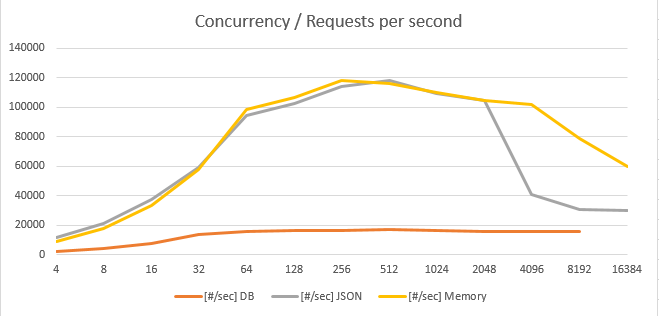 Concurrency / Requests per second
140000
120000
100000
80000
60000
40000
20000
0
4 8 16 32 64 128 256 512 1024 2048 4096 8192 16384
[#/sec] DB [#/sec] JSON [#/sec] Memory